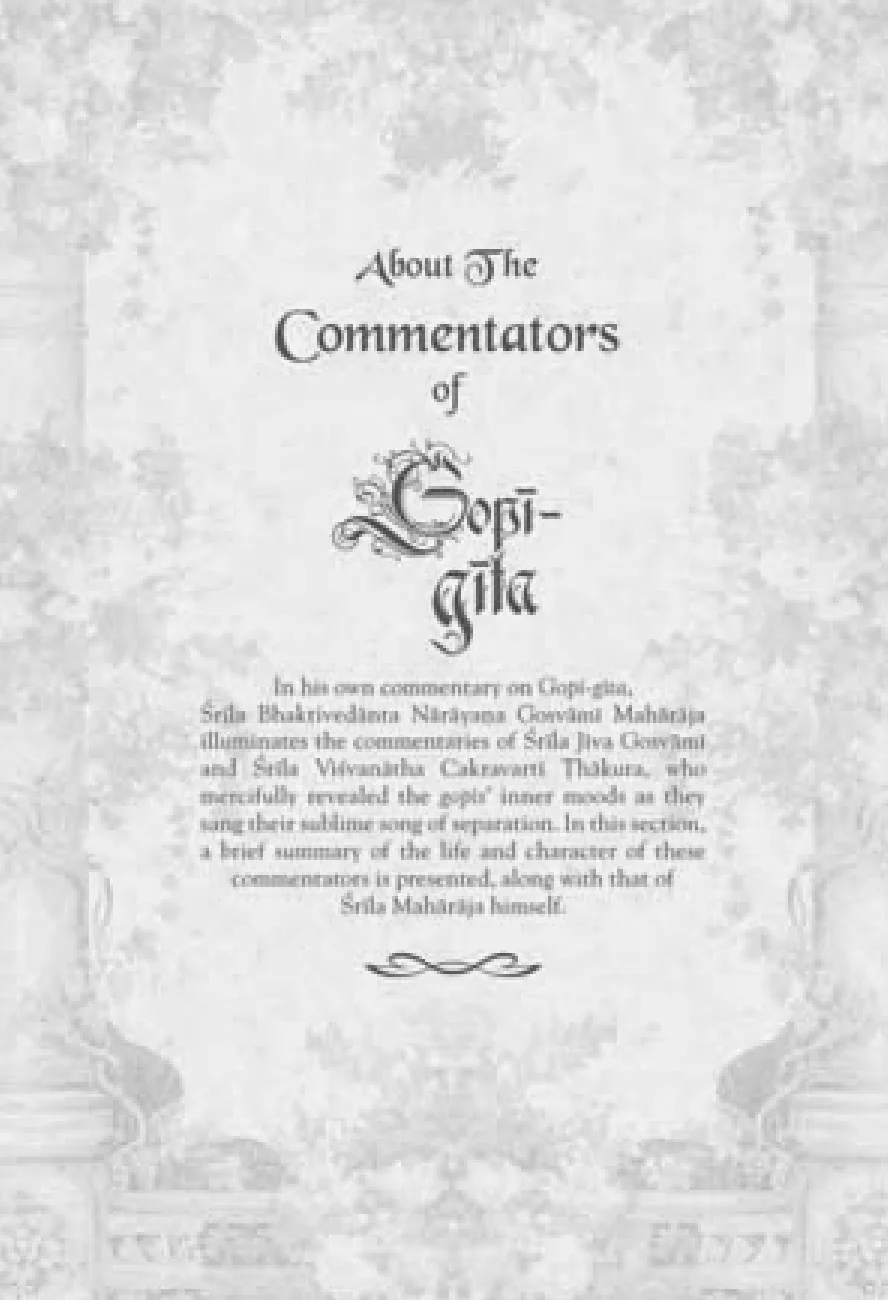 About The
Commentators
of
Gopī-
gīta
In his own commentary on Gopī-gīta,
Śrīla Bhaktivedānta Nārāyaṇa Gosvāmī Mahārāja
illuminates the commentaries of Śrīla Jīva Gosvāmī
and Śrīla Viśvanātha Cakravartī Ṭhākura, who
mercifully revealed the gopīs’ inner moods as they
sang their sublime song of separation. In this section,
a brief summary of the life and character of these
commentators is presented, along with that of
Śrīla Mahārāja himself.